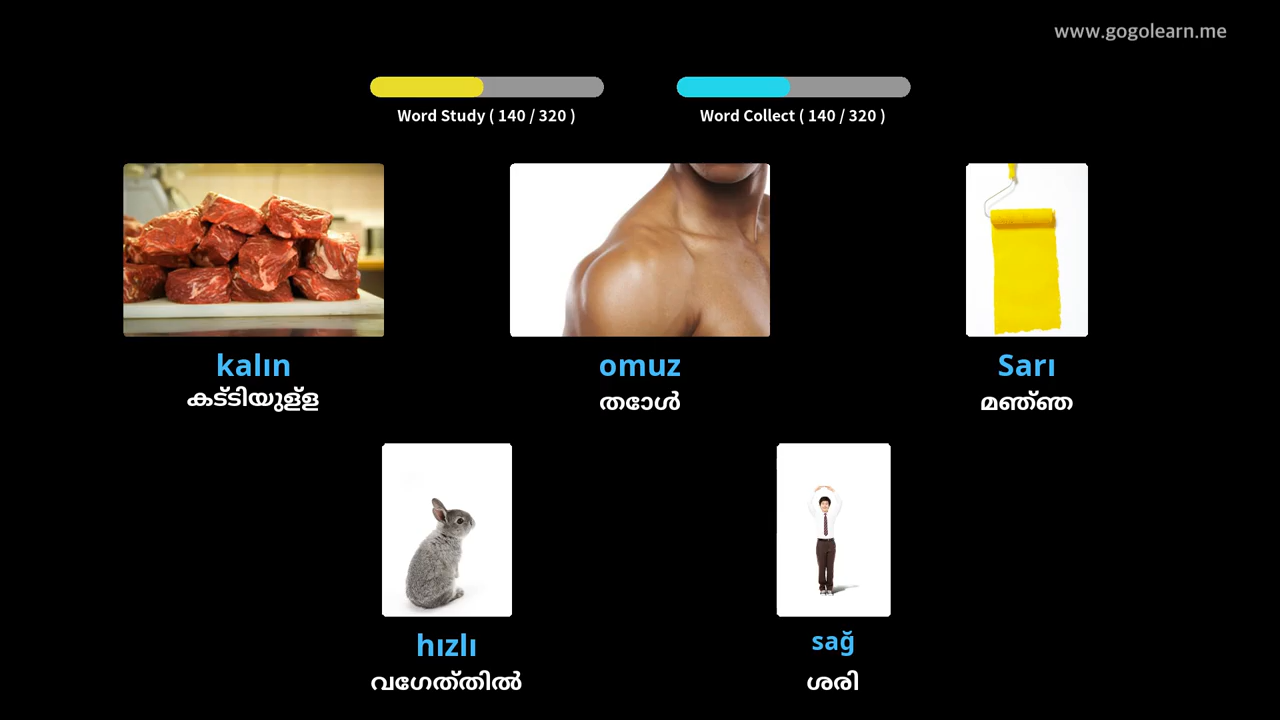 www.gogolearn.me
Word Study ( 140 / 320 )
Word Collect ( 140 / 320 )
kalın
കട്ടിയുള്ള
omuz
തോൾ
Sarı
മഞ്ഞ
hızlı
വേഗത്തിൽ
sağ
ശരി